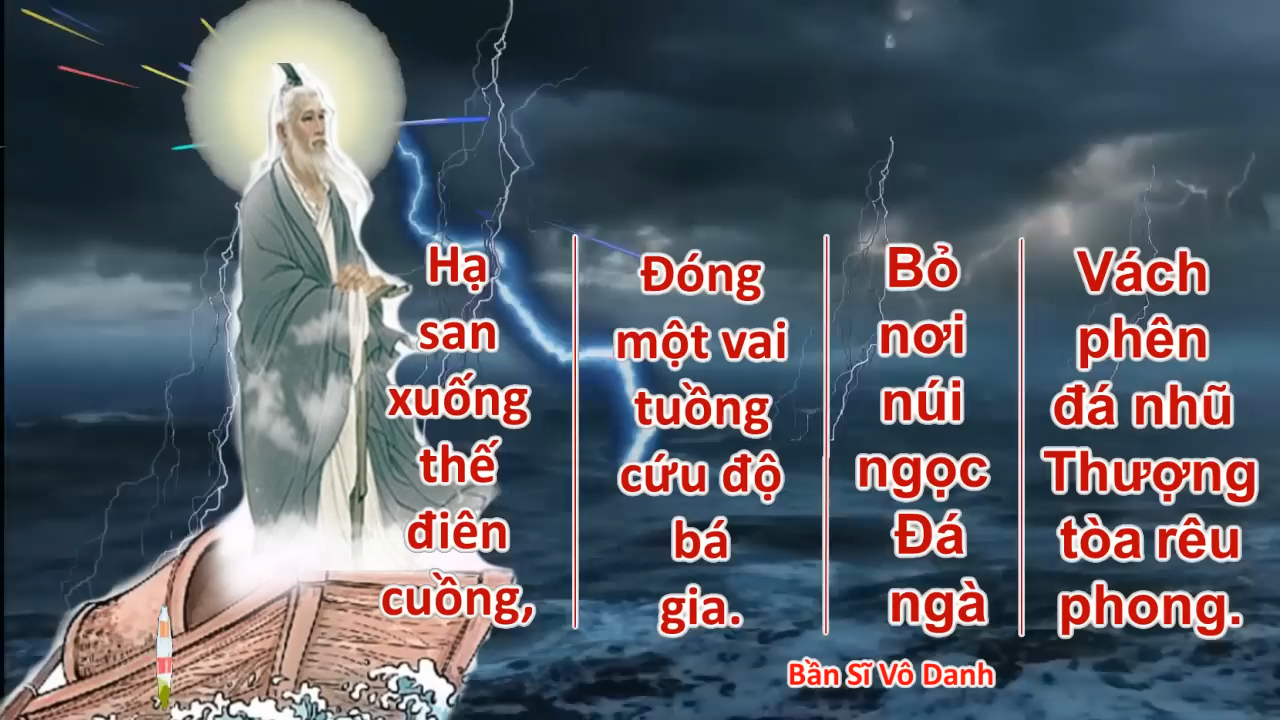 Hạ
san
xuống
thế
điên
cuồng,
Đóng
một vai
tuồng
cứu độ
bá
gia.
Bỏ
nơi
núi
ngọc
Đá
ngà
Vách
phên
đá nhũ
Thượng
tòa rêu
phong.
Bần Sĩ Vô Danh